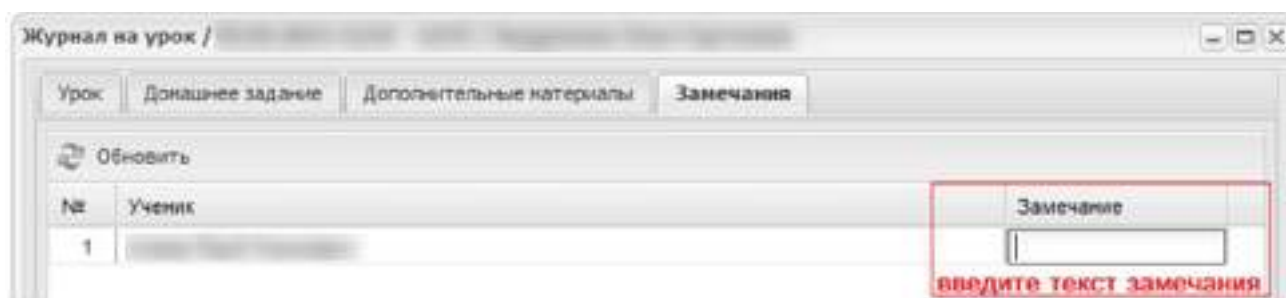 Журнал на урок /
Урок Домашнее задание Дополнительные материалы Замечания
Обновить
№ Ученик Замечание
1
введите текст замечания